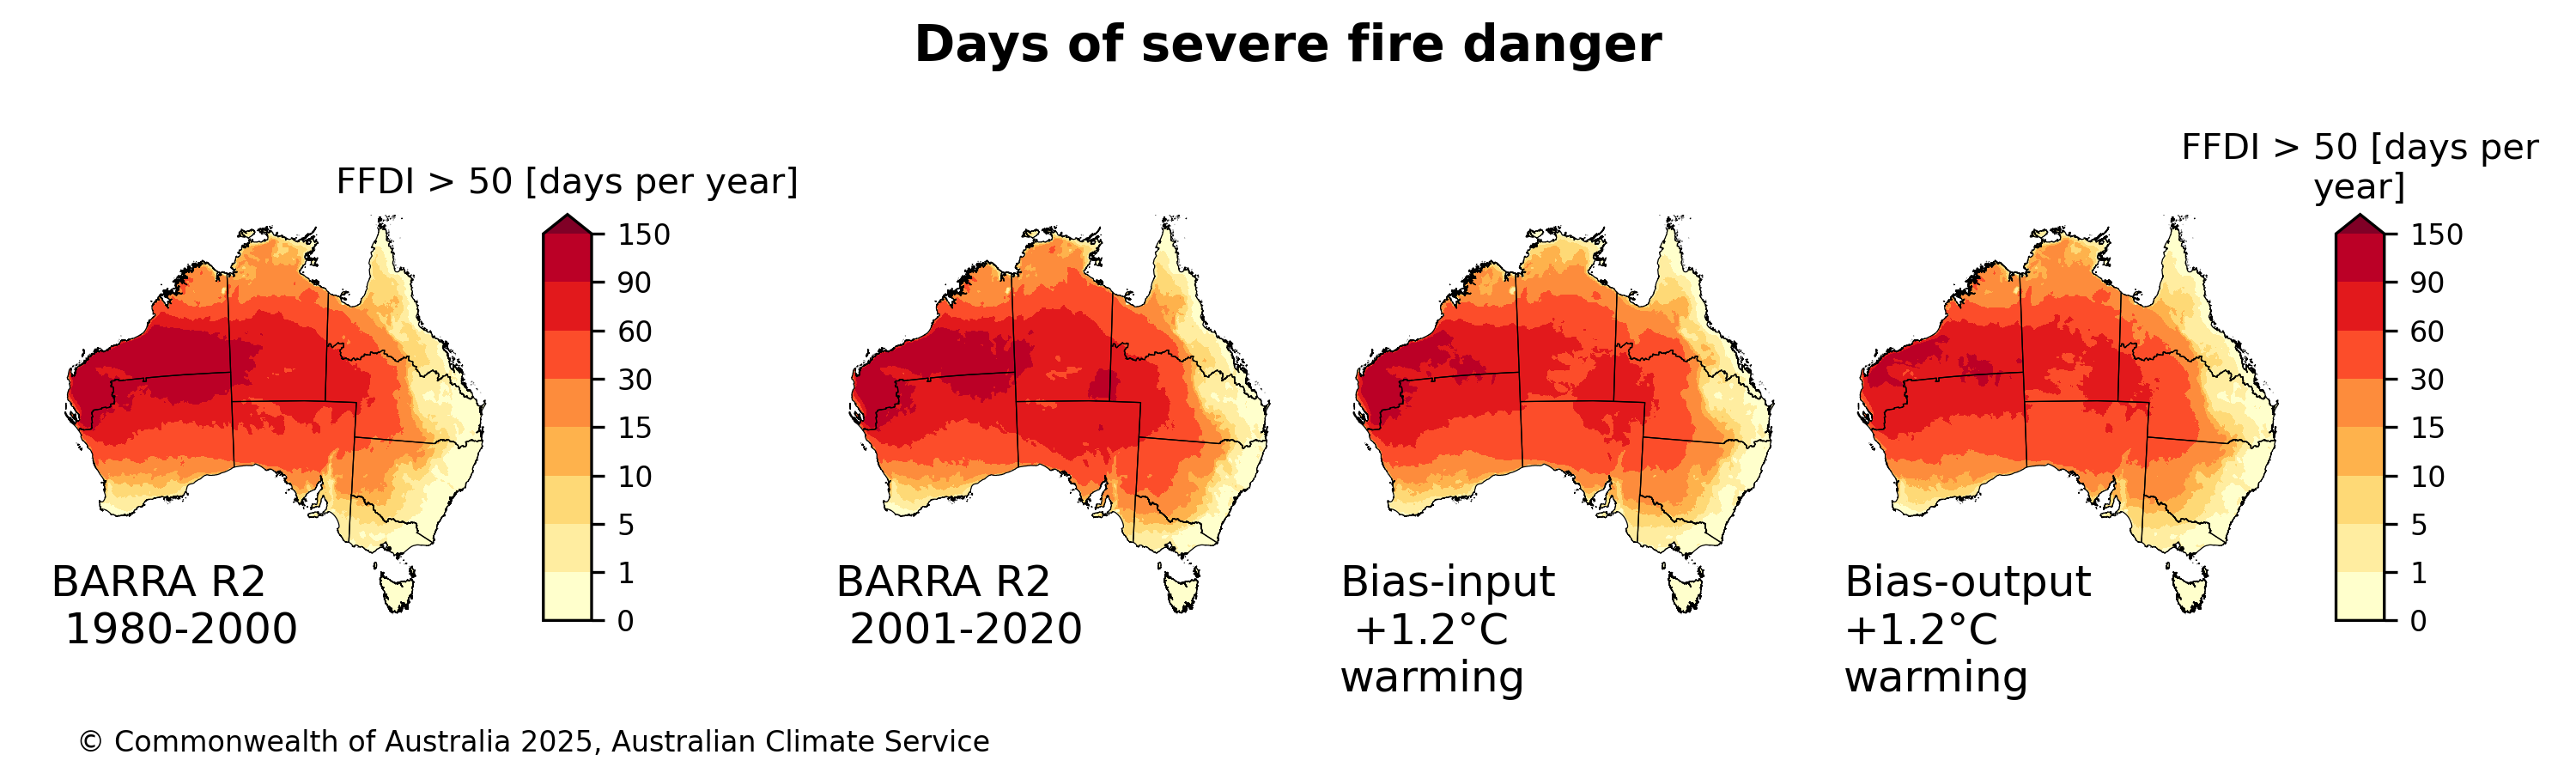 Days of severe fire danger
FFDI > 50 [days per year]
150
90
60
30
15
10
5
1
0
BARRA R2
1980-2000
BARRA R2
2001-2020
Bias-input
+1.2°C
warming
Bias-output
+1.2°C
warming
FFDI > 50 [days per
year]
150
90
60
30
15
10
5
1
0
© Commonwealth of Australia 2025, Australian Climate Service